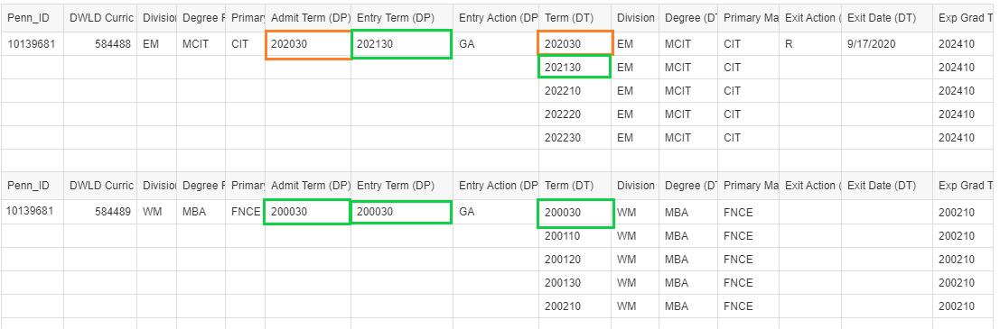 Penn_ID DWLD Curric Division Degree F Primary Admit Term (DP) Entry Term (DP) Entry Action (DP Term (DT) Division Degree (DT Primary Ma Exit Action ( Exit Date (DT) Exp Grad T
10139681 584488 EM MCIT CIT 202030 202130 GA 202030 EM MCIT CIT R 9/17/2020 202410
202130 EM MCIT CIT 202410
202210 EM MCIT CIT 202410
202220 EM MCIT CIT 202410
202230 EM MCIT CIT 202410
Penn_ID DWLD Curric Division Degree F Primary Admit Term (DP) Entry Term (DP) Entry Action (DP Term (DT) Division Degree (DT Primary Ma Exit Action ( Exit Date (DT) Exp Grad T
10139681 584489 WM MBA FNCE 200030 200030 GA 200030 WM MBA FNCE 200210
200110 WM MBA FNCE 200210
200120 WM MBA FNCE 200210
200130 WM MBA FNCE 200210
200210 WM MBA FNCE 200210